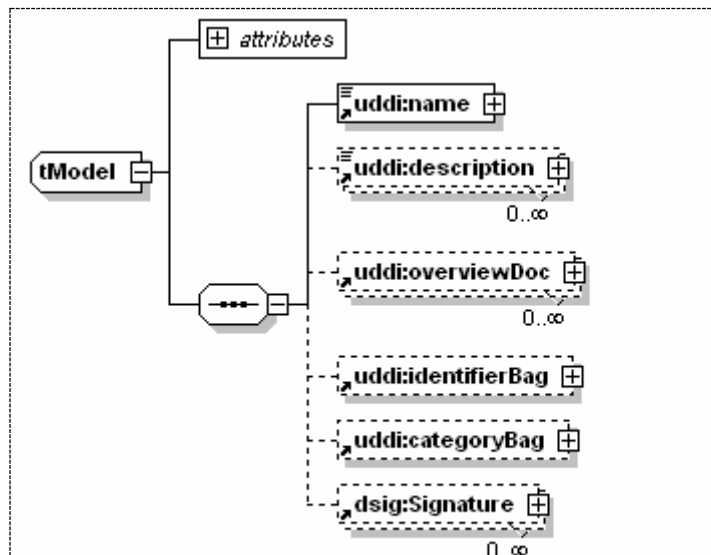 attributes
uddi:name
tModel
uddi:description
0..∞
uddi:overviewDoc
0..∞
uddi:identifierBag
uddi:categoryBag
dsig:Signature
0..∞